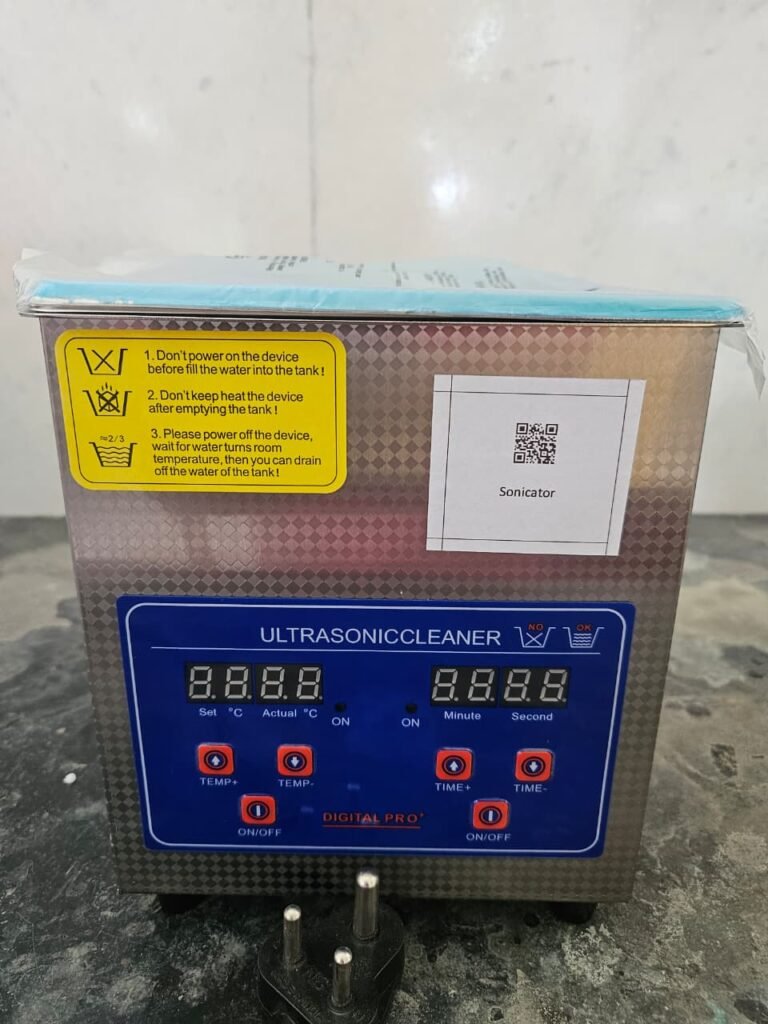 1. Don't power on the device
before fill the water into the tank !
2. Don't keep heat the device
after emptying the tank !
≈2/3
3. Please power off the device,
wait for water turns room
temperature, then you can drain
off the water of the tank !
Sonicator
ULTRASONICCLEANER
NO
OK
Set °C
Actual °C
ON
ON
Minute
Second
TEMP+
TEMP-
TIME+
TIME-
ON/OFF
DIGITAL PRO+
ON/OFF